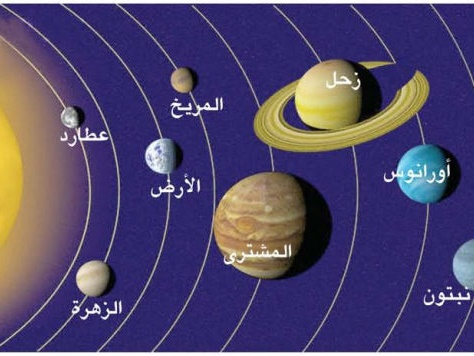 زحل
المريخ
عطارد
أورانوس
الأرض
المشترى
نبتون
الزهرة